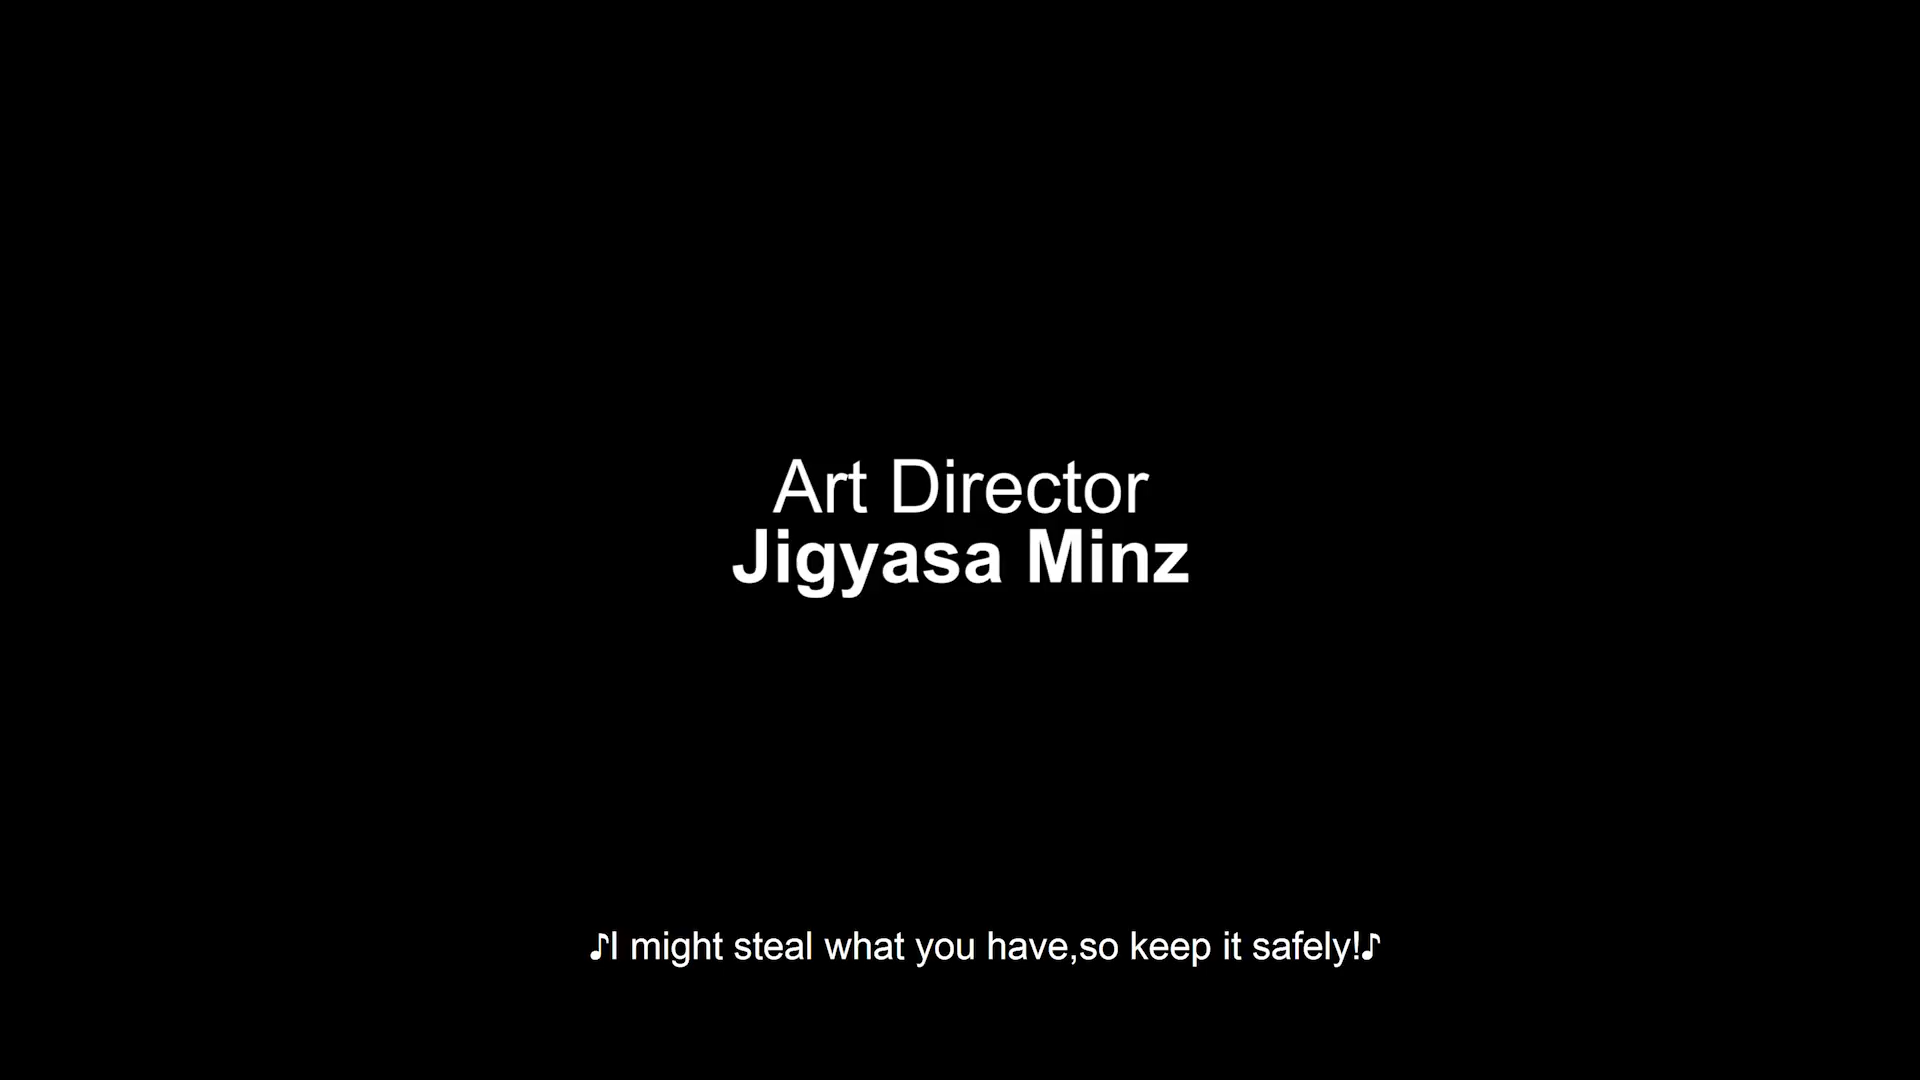 Art Director
Jigyasa Minz
♪I might steal what you have,so keep it safely!♪